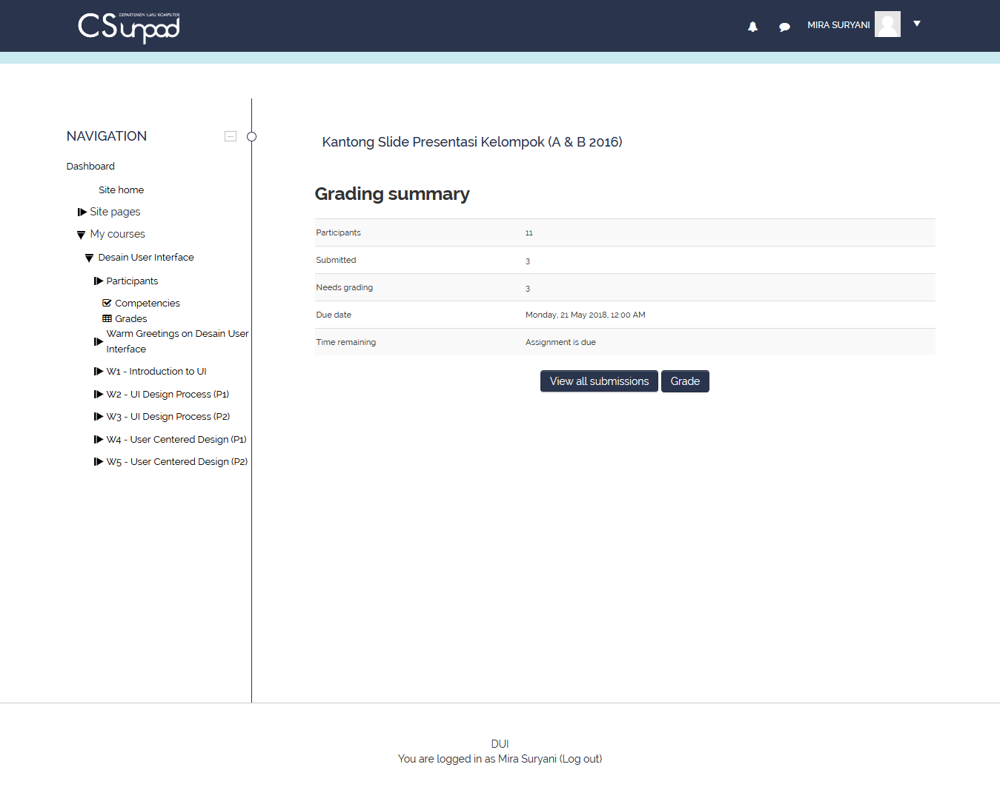 DEPARTEMEN ILMU KOMPUTER
CSunpad
MIRA SURYANI
NAVIGATION
Dashboard
Site home
Site pages
My courses
Desain User Interface
Participants
Competencies
Grades
Warm Greetings on Desain User
Interface
W1 - Introduction to UI
W2 - UI Design Process (P1)
W3 - UI Design Process (P2)
W4 - User Centered Design (P1)
W5 - User Centered Design (P2)
Kantong Slide Presentasi Kelompok (A & B 2016)
Grading summary
Participants 11
Submitted 3
Needs grading 3
Due date Monday, 21 May 2018, 12:00 AM
Time remaining Assignment is due
View all submissions Grade
DUI
You are logged in as Mira Suryani (Log out)